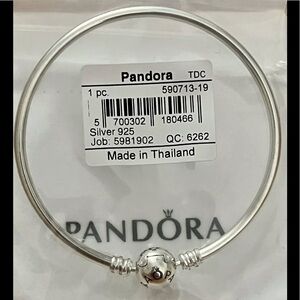 Pandora TDC
1 pc. 590713-19
5 700302 180466
Silver 925
Job: 5981902 QC: 6262
Made in Thailand
PANDORA